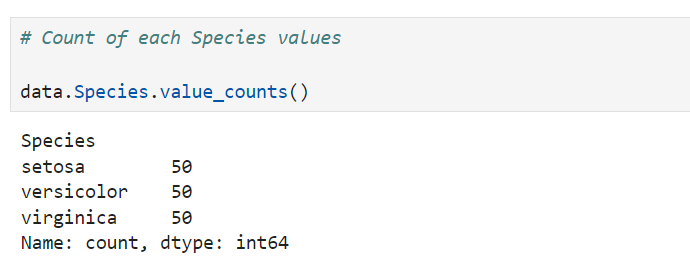 # Count of each Species values
data.Species.value_counts()
Species
setosa        50
versicolor    50
virginica     50
Name: count, dtype: int64